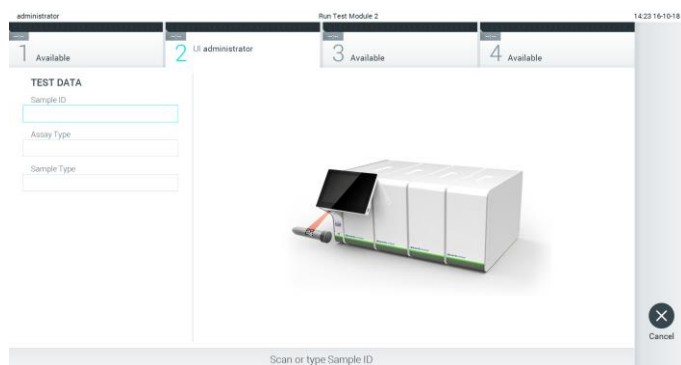 administrator
Run Test Module 2
14:23 16-10-18
1 Available
2 UI administrator
3 Available
4 Available
TEST DATA
Sample ID
Assay Type
Sample Type
Cancel
Scan or type Sample ID